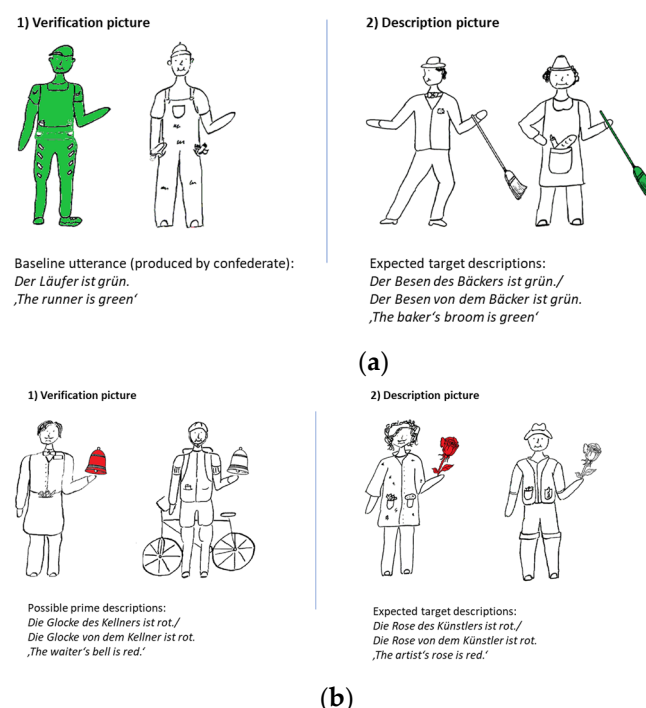 1) Verification picture
2) Description picture
Baseline utterance (produced by confederate):
Der Läufer ist grün.
‚The runner is green‘
Expected target descriptions:
Der Besen des Bäckers ist grün./
Der Besen von dem Bäcker ist grün.
‚The baker‘s broom is green‘
(a)
1) Verification picture
2) Description picture
Possible prime descriptions:
Die Glocke des Kellners ist rot./
Die Glocke von dem Kellner ist rot.
‚The waiter‘s bell is red.‘
Expected target descriptions:
Die Rose des Künstlers ist rot./
Die Rose von dem Künstler ist rot.
‚The artist‘s rose is red.‘
(b)